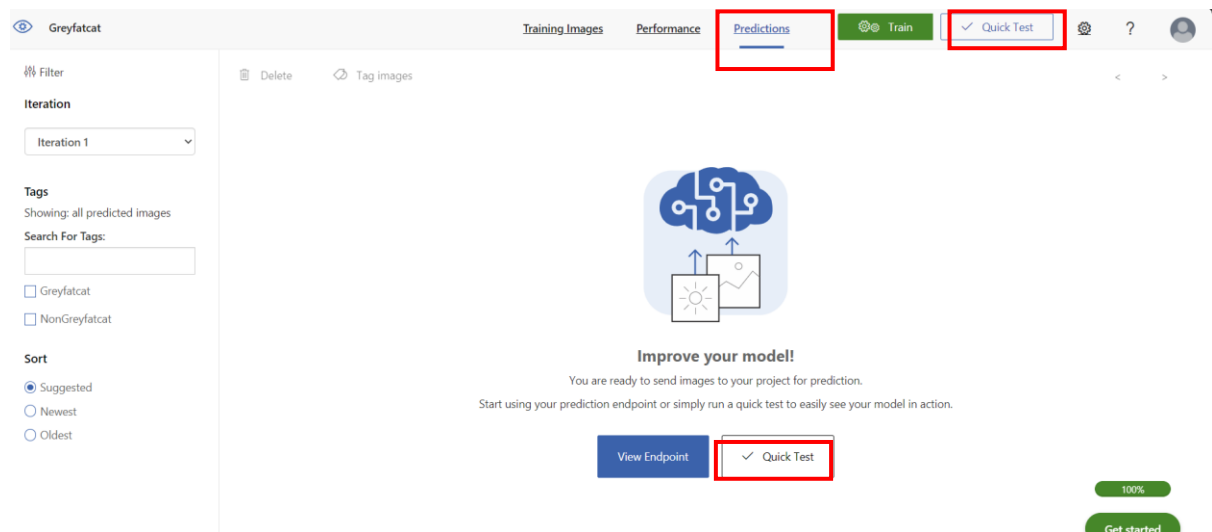 Greyfatcat
Training Images
Performance
Predictions
Train
Quick Test
?
Filter
Delete
Tag images
<
>
Iteration
Iteration 1
Tags
Showing: all predicted images
Search For Tags:
Greyfatcat
NonGreyfatcat
Sort
Suggested
Newest
Oldest
Improve your model!
You are ready to send images to your project for prediction.
Start using your prediction endpoint or simply run a quick test to easily see your model in action.
View Endpoint
Quick Test
100%
Get started